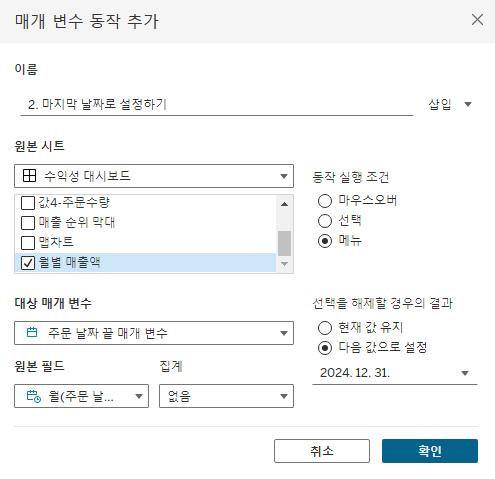 매개 변수 동작 추가
이름
2. 마지막 날짜로 설정하기
삽입
원본 시트
수익성 대시보드
값4-주문수량
매출 순위 막대
맵차트
월별 매출액
동작 실행 조건
마우스오버
선택
메뉴
대상 매개 변수
주문 날짜 끝 매개 변수
원본 필드
집계
월(주문 날...
없음
선택을 해제할 경우의 결과
현재 값 유지
다음 값으로 설정
2024. 12. 31.
취소
확인